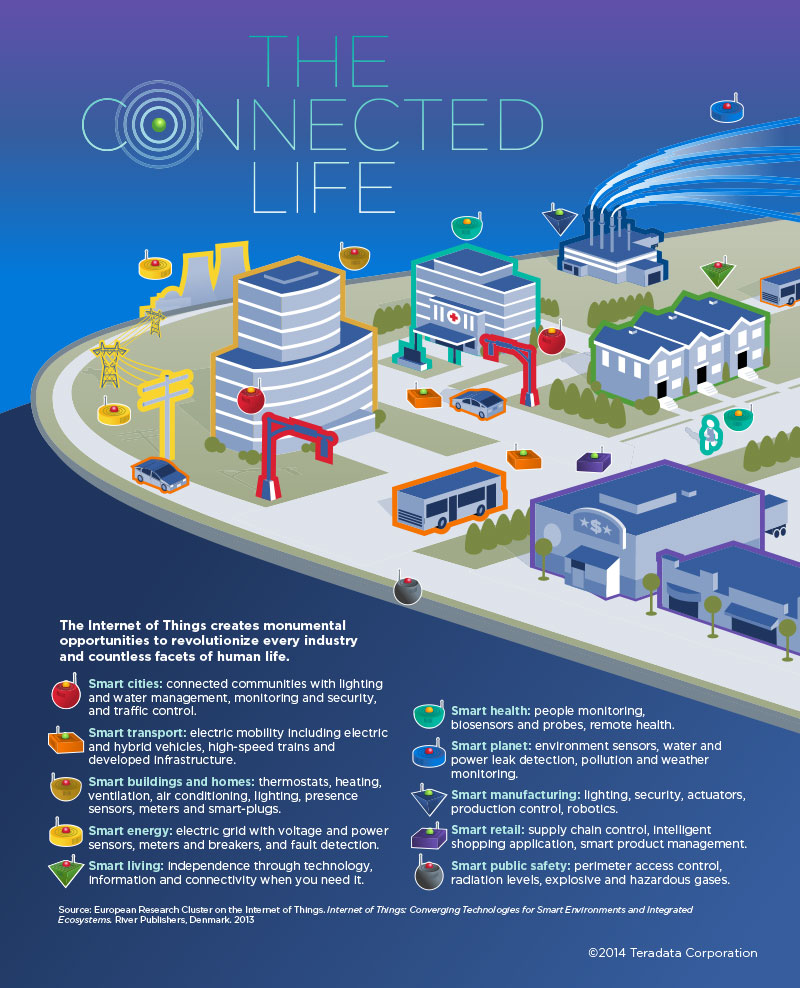 THE
CONNECTED
LIFE
$
The Internet of Things creates monumental
opportunities to revolutionize every industry
and countless facets of human life.
Smart cities: connected communities with lighting
and water management, monitoring and security,
and traffic control.
Smart transport: electric mobility including electric
and hybrid vehicles, high-speed trains and
developed infrastructure.
Smart buildings and homes: thermostats, heating,
ventilation, air conditioning, lighting, presence
sensors, meters and smart-plugs.
Smart energy: electric grid with voltage and power
sensors, meters and breakers, and fault detection.
Smart living: Independence through technology,
information and connectivity when you need it.
Smart health: people monitoring,
biosensors and probes, remote health.
Smart planet: environment sensors, water and
power leak detection, pollution and weather
monitoring.
Smart manufacturing: lighting, security, actuators,
production control, robotics.
Smart retail: supply chain control, intelligent
shopping application, smart product management.
Smart public safety: perimeter access control,
radiation levels, explosive and hazardous gases.
Source: European Research Cluster on the Internet of Things. Internet of Things: Converging Technologies for Smart Environments and Integrated
Ecosystems. River Publishers, Denmark. 2013
©2014 Teradata Corporation